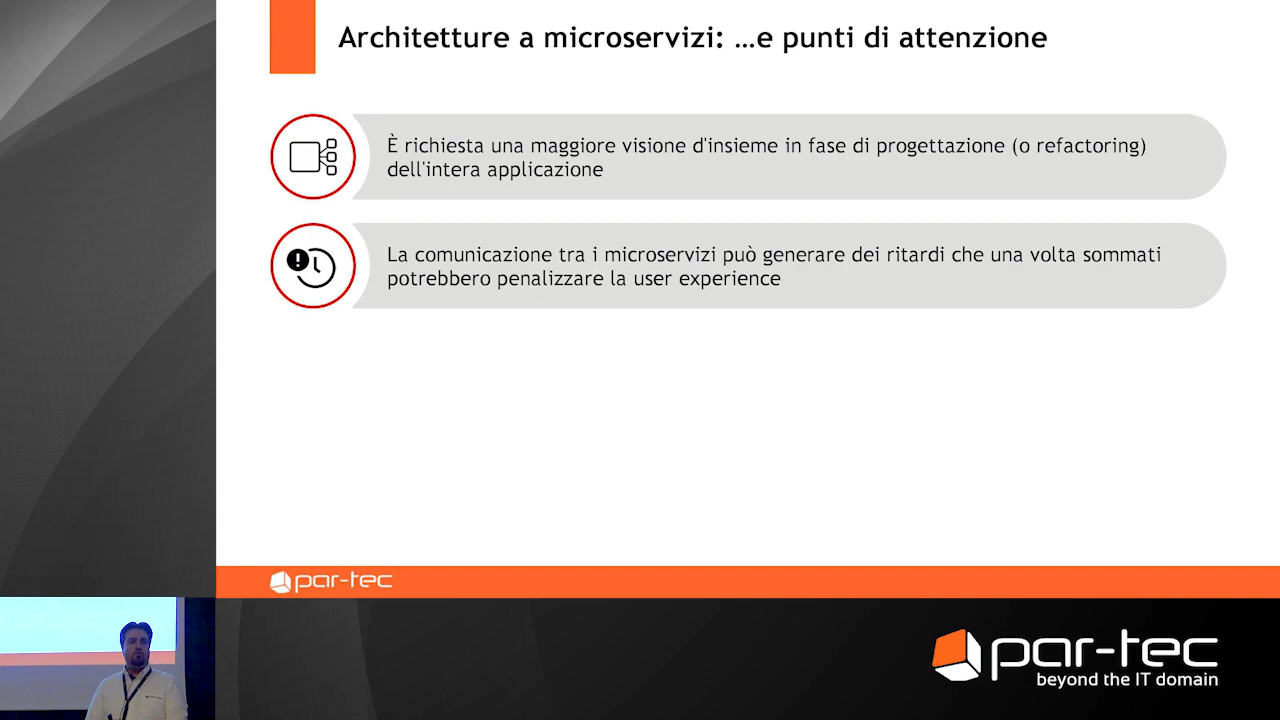 Architetture a microservizi: …e punti di attenzione
È richiesta una maggiore visione d'insieme in fase di progettazione (o refactoring)
dell'intera applicazione
La comunicazione tra i microservizi può generare dei ritardi che una volta sommati
potrebbero penalizzare la user experience
par-tec
par-tec
beyond the IT domain